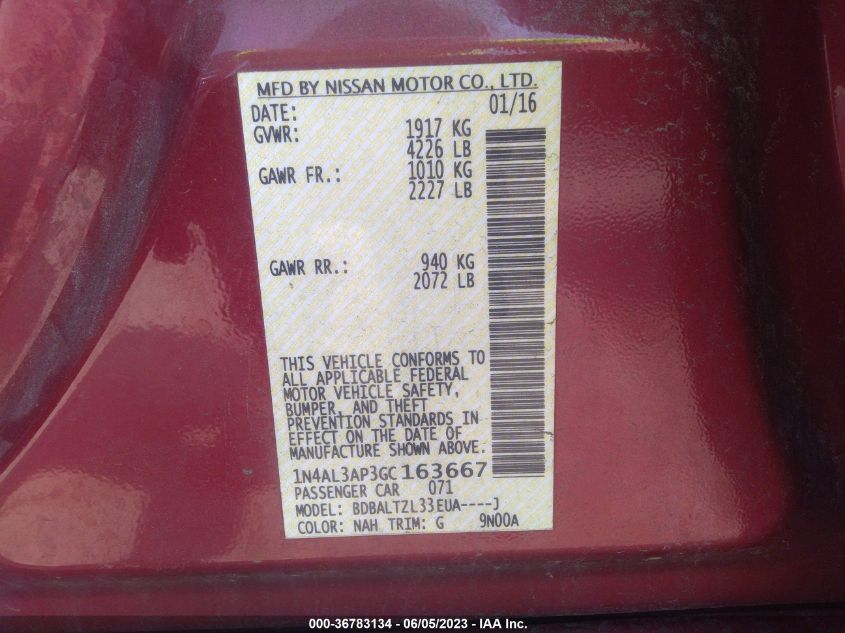 MFD BY NISSAN MOTOR CO., LTD.
DATE: 01/16
GVWR: 1917 KG
4226 LB
GAWR FR.: 1010 KG
2227 LB
GAWR RR.: 940 KG
2072 LB
THIS VEHICLE CONFORMS TO
ALL APPLICABLE FEDERAL
MOTOR VEHICLE SAFETY,
BUMPER, AND THEFT
PREVENTION STANDARDS IN
EFFECT ON THE DATE OF
MANUFACTURE SHOWN ABOVE.
1N4AL3AP3GC163667
PASSENGER CAR 071
MODEL: BDBALTZL33EUA----J
COLOR: NAH TRIM: G 9N00A
000-36783134 - 06/05/2023 - IAA Inc.